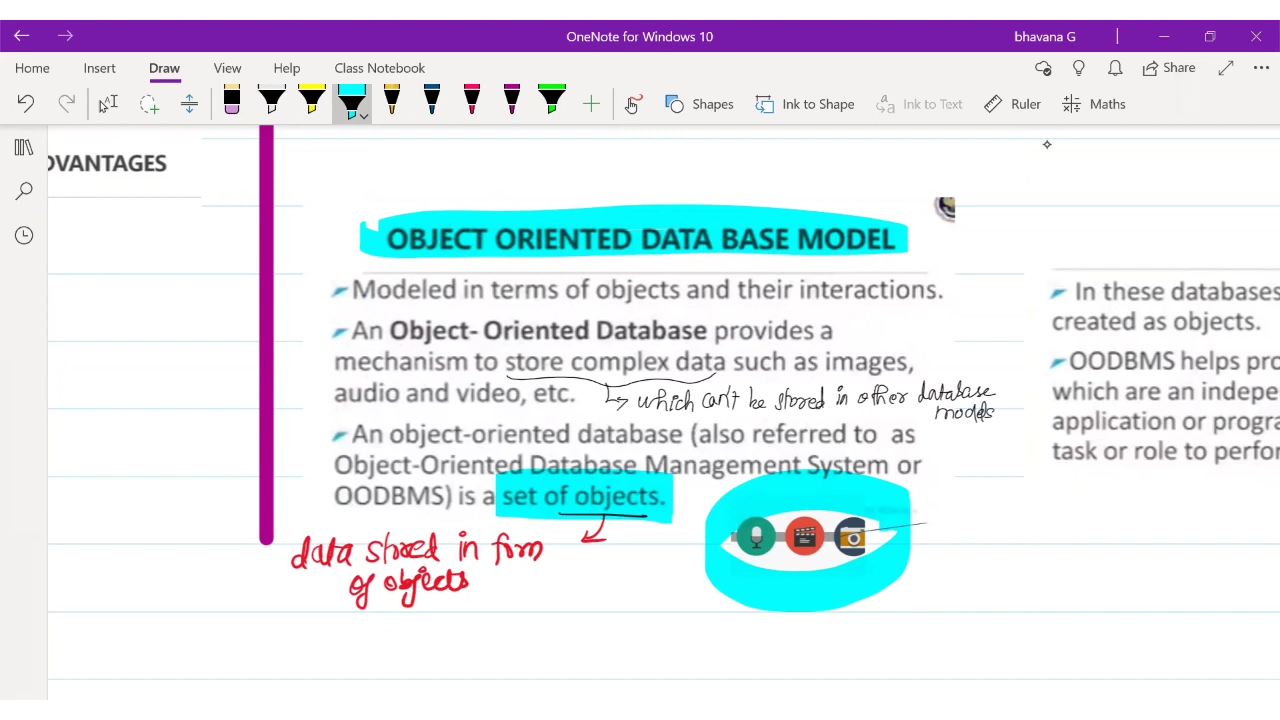 OneNote for Windows 10
bhavana G
Home Insert Draw View Help Class Notebook
Share
Shapes Ink to Shape Ink to Text Ruler Maths
DVANTAGES
OBJECT ORIENTED DATA BASE MODEL
Modeled in terms of objects and their interactions.
An Object- Oriented Database provides a
mechanism to store complex data such as images,
audio and video, etc.
which can't be stored in other database
models
An object-oriented database (also referred to as
Object-Oriented Database Management System or
OODBMS) is a set of objects.
data stored in form
of objects
In these databases
created as objects.
OODBMS helps pro
which are an indepe
application or progra
task or role to perfor